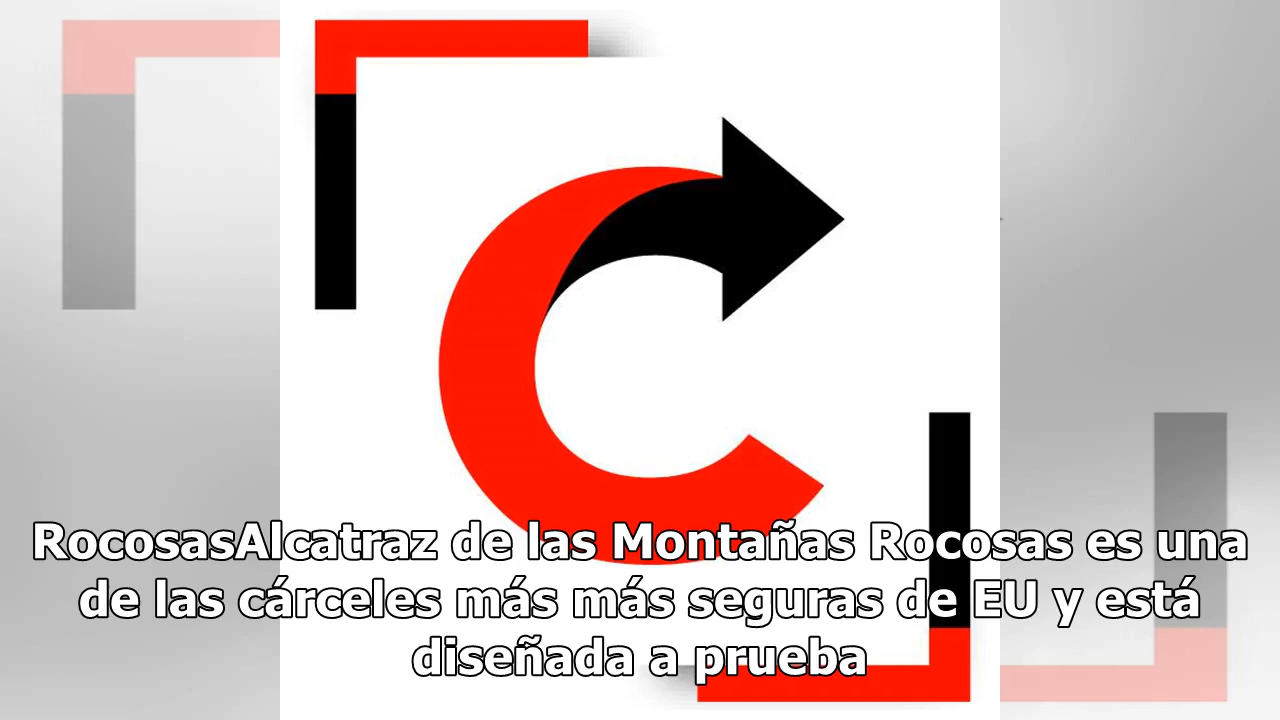 RocosasAlcatraz de las Montañas Rocosas es una
de las cárceles más más seguras de EU y está
diseñada a prueba